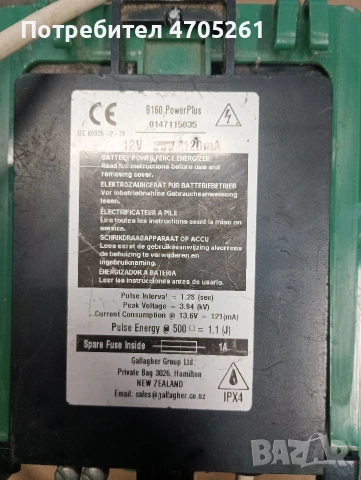 Потребител 4705261
CE
B160 PowerPlus
0147115035
12V 120mA
BATTERY POWER FENCE ENERGIZER
Read full instructions before use and
removing cover.
ELEKTROZAUNGERÄT FUR BATTERIEBETRIEB
Vor Inbetriebnahme Gebrauchsanweisung
lesen.
ÉLECTRIFICATEUR A PILE
Lire toutes les instructions avant mise en
service.
SCHRIKDRAADAPPARAAT OP ACCU
Lees eerst de gebruiksaanwijzing alvorens
de behuizing te verwijderen en
ingebruikneming.
ENERGIZADOR A BATERIA
Leer las instrucciones antes de usarlo.
Pulse Interval = 1.28 (sec)
Peak Voltage = 3.94 (kV)
Current Consumption @ 13.6V = 121(mA)
Pulse Energy @ 500 Ω = 1.1 (J)
Spare Fuse Inside 1A
Gallagher Group Ltd.
Private Bag 3026, Hamilton
NEW ZEALAND
Email: sales@gallagher.co.nz
IPX4
BAZAR